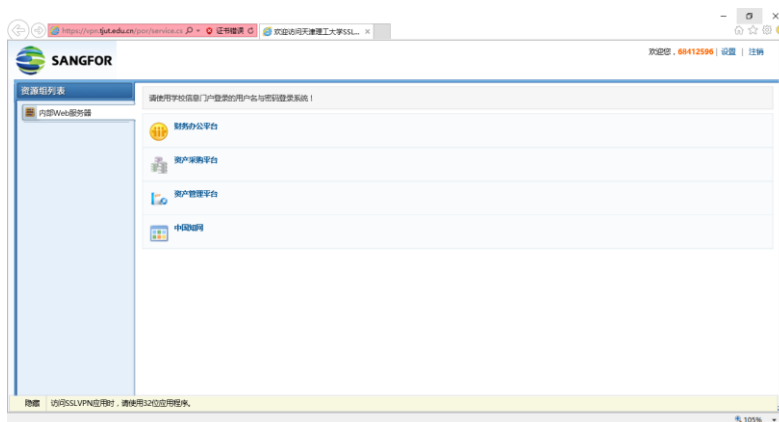 https://vpn.tjut.edu.cn/por/service.cs
证书错误
欢迎访问天津理工大学SSL...
SANGFOR
欢迎您，68412596 | 设置 | 注销
资源组列表
内部Web服务器
请使用学校信息门户登录的用户名与密码登录系统！
财务办公平台
资产采购平台
资产管理平台
中国知网
隐藏 访问SSLVPN应用时，请使用32位应用程序。
105%